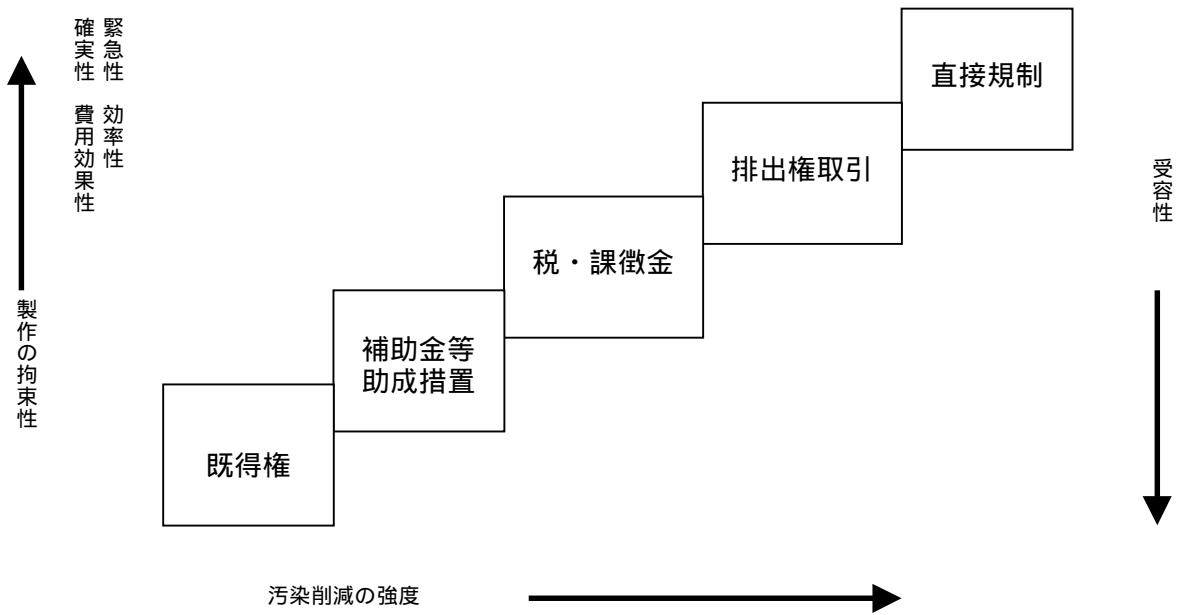 緊急性 効率性
確実性 費用効果性
製作の拘束性
直接規制
排出権取引
税・課徴金
補助金等
助成措置
既得権
受容性
汚染削減の強度